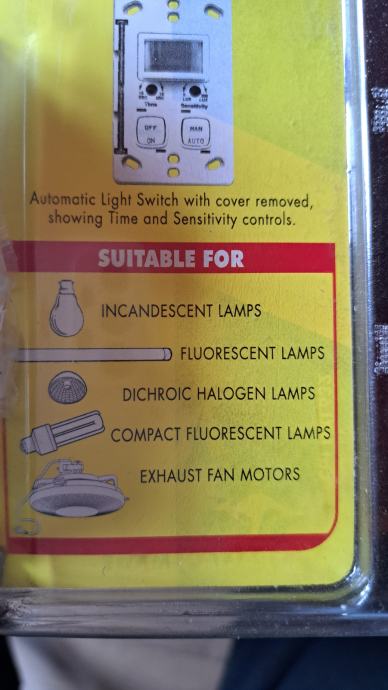 Time
Sensitivity
OFF
ON
MAN
AUTO
Automatic Light Switch with cover removed,
showing Time and Sensitivity controls.
SUITABLE FOR
INCANDESCENT LAMPS
FLUORESCENT LAMPS
DICHROIC HALOGEN LAMPS
COMPACT FLUORESCENT LAMPS
EXHAUST FAN MOTORS